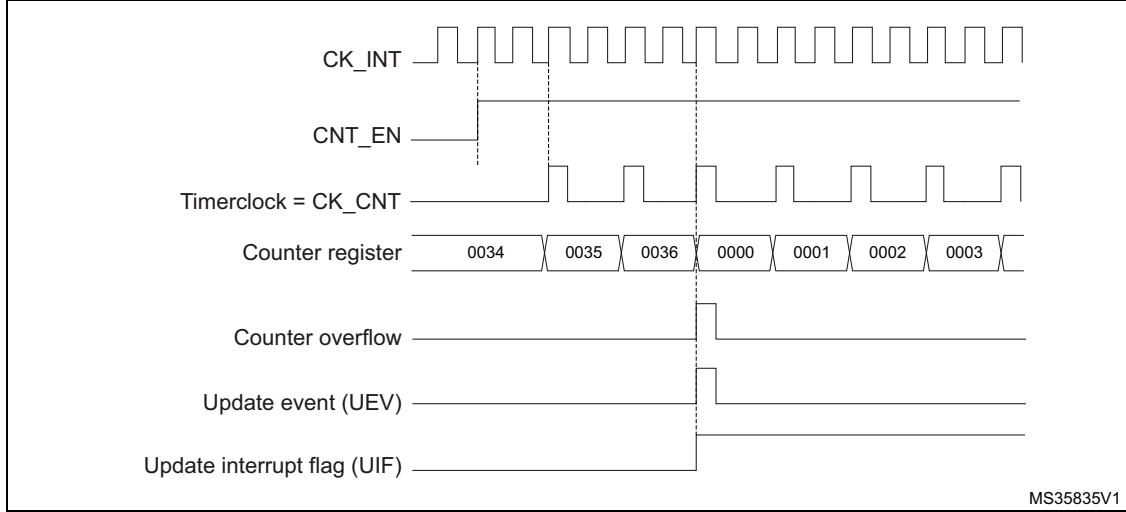 CK_INT
CNT_EN
Timerclock = CK_CNT
Counter register 0034 0035 0036 0000 0001 0002 0003
Counter overflow
Update event (UEV)
Update interrupt flag (UIF)
MS35835V1